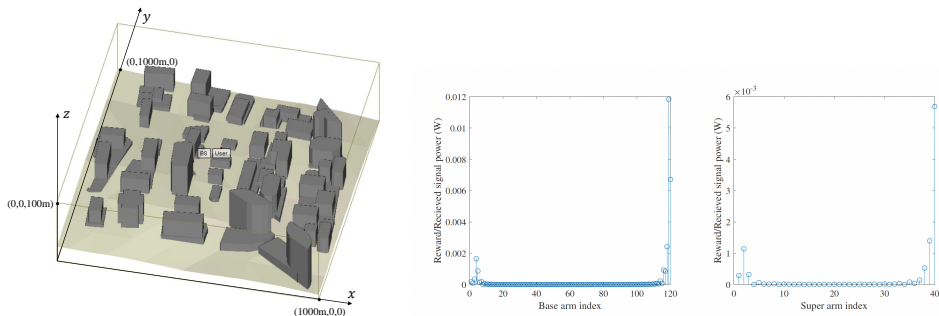 y
(0,1000m,0)
z
BS User
(0,0,100m)
x
(1000m,0,0)
Reward/Recieved signal power (W)
0.012
0.01
0.008
0.006
0.004
0.002
0
0 20 40 60 80 100 120
Base arm index
×10⁻³
Reward/Recieved signal power (W)
6
5
4
3
2
1
0
0 10 20 30 40
Super arm index